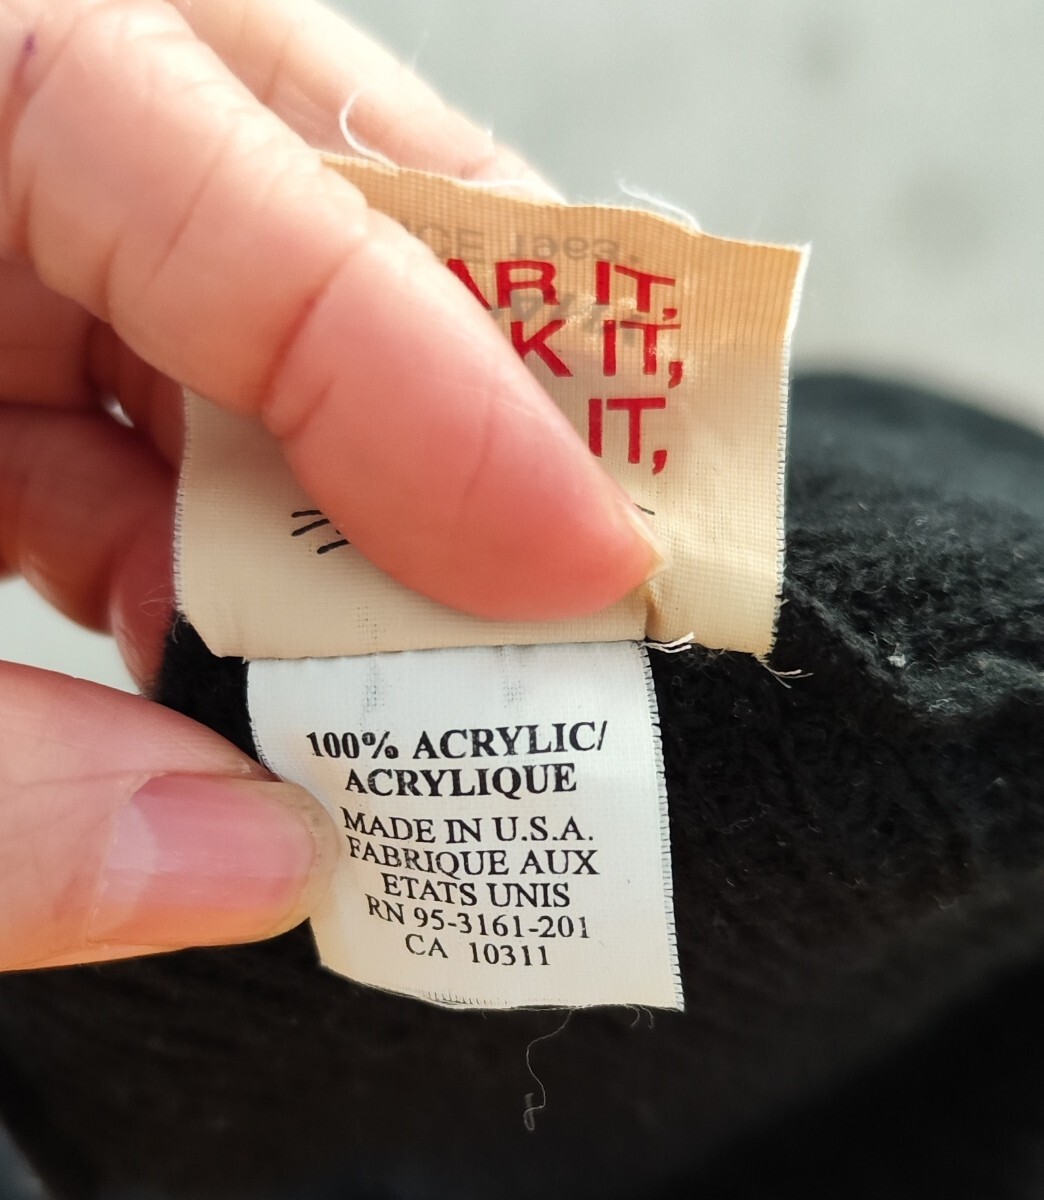 AR IT,
K IT,
IT,
100% ACRYLIC/
ACRYLIQUE
MADE IN U.S.A.
FABRIQUE AUX
ETATS UNIS
RN 95-3161-201
CA 10311